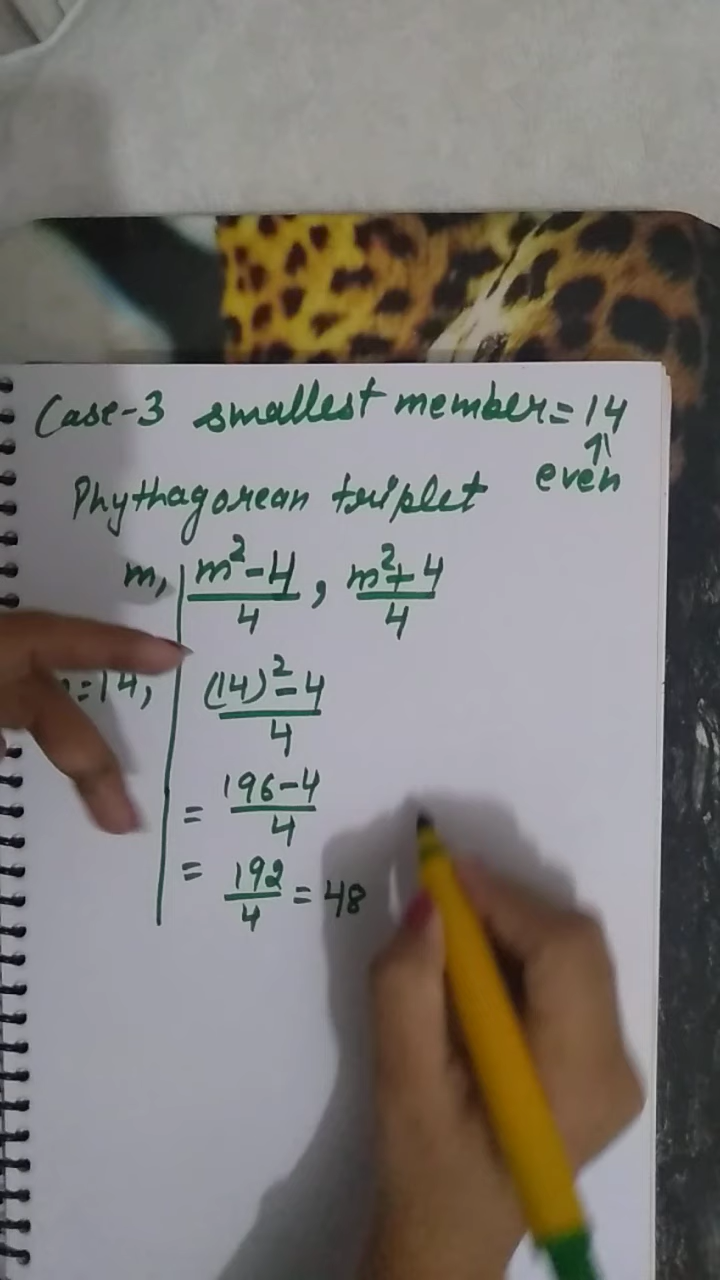 Case-3 smallest member = 14
↑
even
Phythagorean triplet
m, | m²-4/4 , m²+4/4
=14, | (14)²-4/4
= 196-4/4
= 192/4 = 48